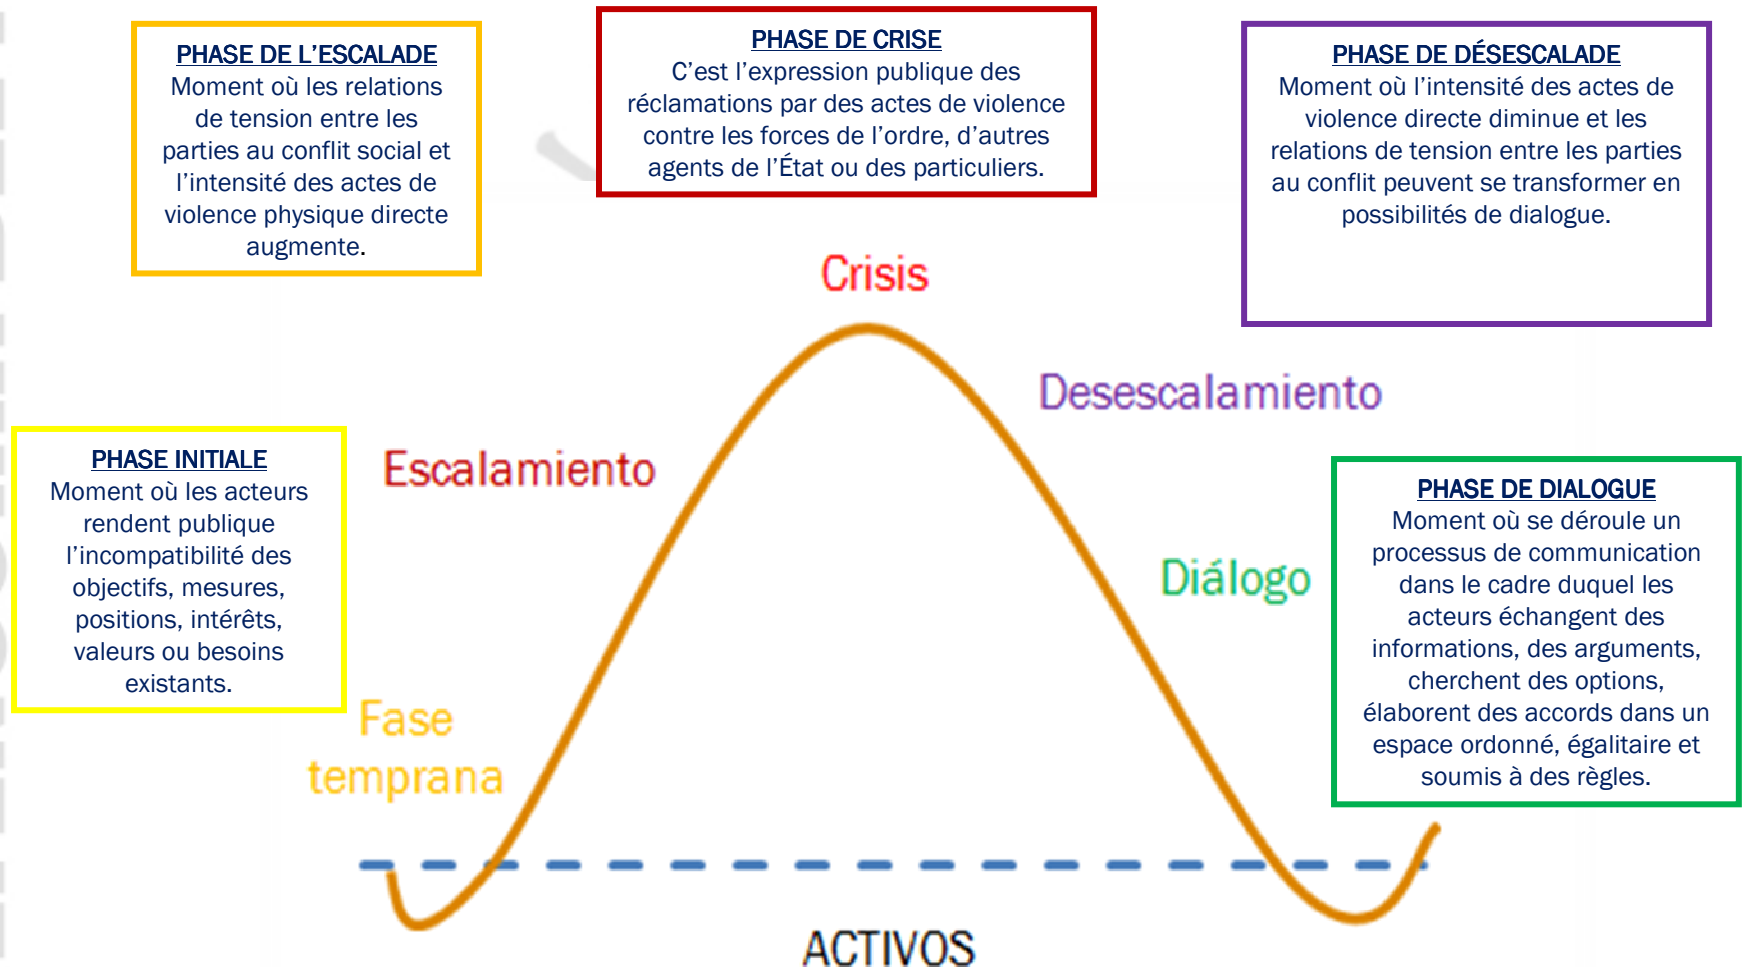 PHASE DE L’ESCALADE
Moment où les relations
de tension entre les
parties au conflit social et
l’intensité des actes de
violence physique directe
augmente.
PHASE DE CRISE
C’est l’expression publique des
réclamations par des actes de violence
contre les forces de l’ordre, d’autres
agents de l’État ou des particuliers.
PHASE DE DÉSESCALADE
Moment où l’intensité des actes de
violence directe diminue et les
relations de tension entre les parties
au conflit peuvent se transformer en
possibilités de dialogue.
Crisis
Desescalamiento
Escalamiento
PHASE INITIALE
Moment où les acteurs
rendent publique
l’incompatibilité des
objectifs, mesures,
positions, intérêts,
valeurs ou besoins
existants.
Diálogo
PHASE DE DIALOGUE
Moment où se déroule un
processus de communication
dans le cadre duquel les
acteurs échangent des
informations, des arguments,
cherchent des options,
élaborent des accords dans un
espace ordonné, égalitaire et
soumis à des règles.
Fase
temprana
ACTIVOS